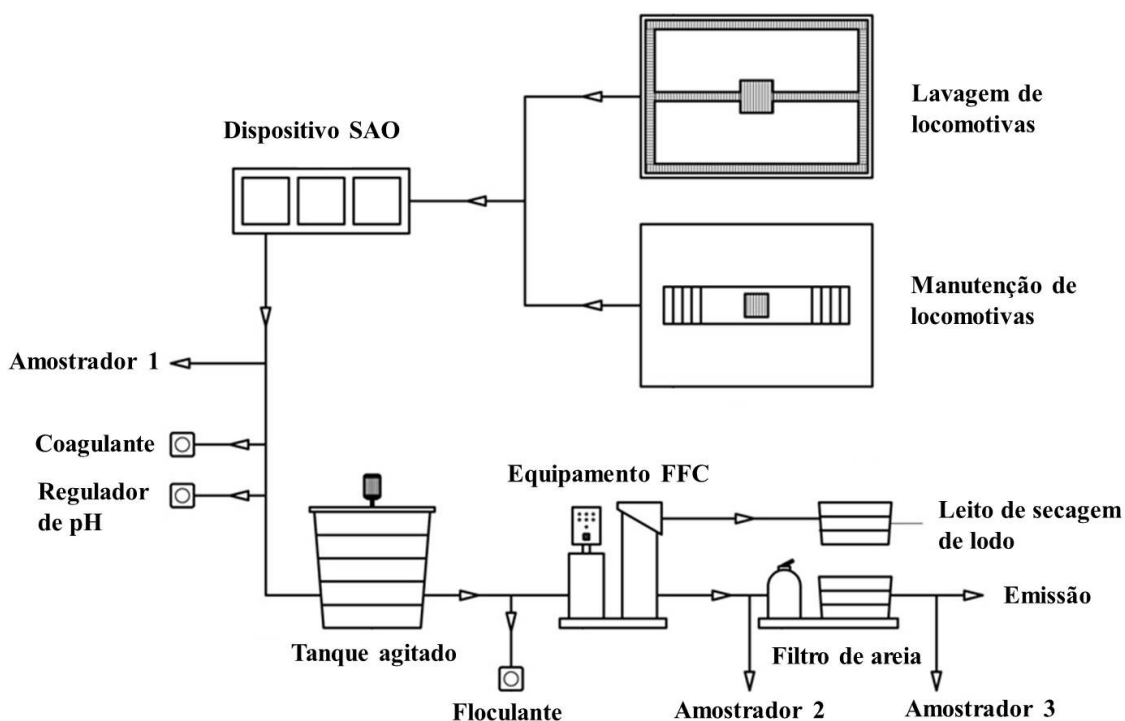 Lavagem de
locomotivas
Dispositivo SAO
Manutenção de
locomotivas
Amostrador 1
Coagulante
Regulador
de pH
Equipamento FFC
Leito de secagem
de lodo
Emissão
Tanque agitado
Filtro de areia
Floculante
Amostrador 2
Amostrador 3